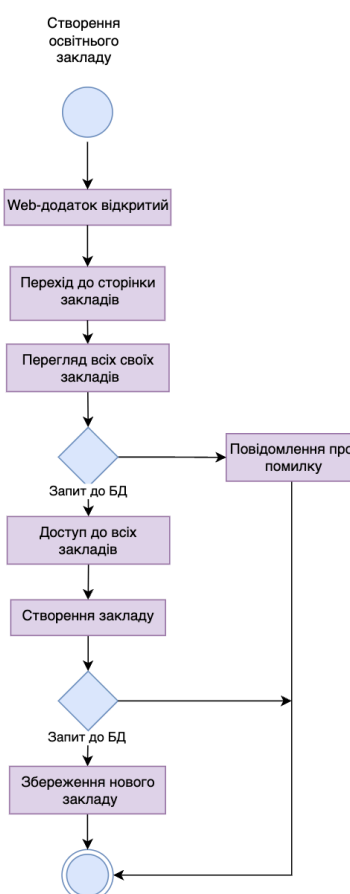 Створення
освітнього
закладу
Web-додаток відкритий
Перехід до сторінки
закладів
Перегляд всіх своїх
закладів
Повідомлення про
помилку
Запит до БД
Доступ до всіх
закладів
Створення закладу
Запит до БД
Збереження нового
закладу